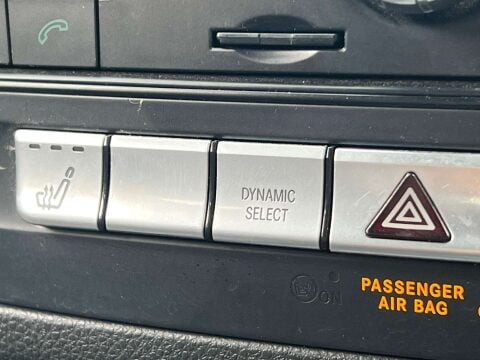 DYNAMIC
SELECT
ON
PASSENGER
AIR BAG